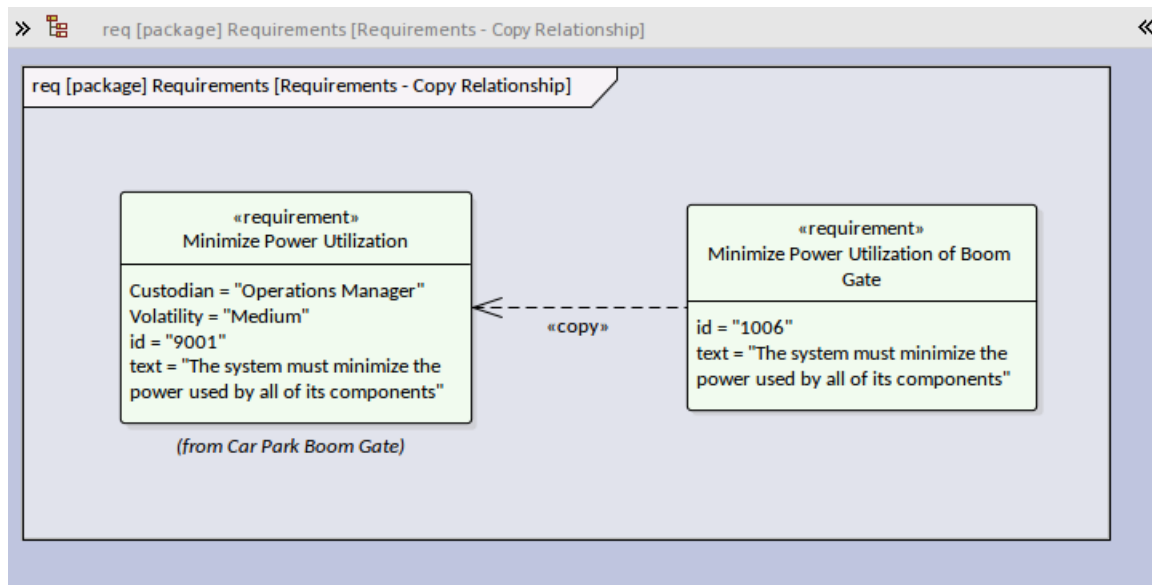 req [package] Requirements [Requirements - Copy Relationship]
req [package] Requirements [Requirements - Copy Relationship]
«requirement»
Minimize Power Utilization
Custodian = "Operations Manager"
Volatility = "Medium"
id = "9001"
text = "The system must minimize the
power used by all of its components"
(from Car Park Boom Gate)
«copy»
«requirement»
Minimize Power Utilization of Boom
Gate
id = "1006"
text = "The system must minimize the
power used by all of its components"